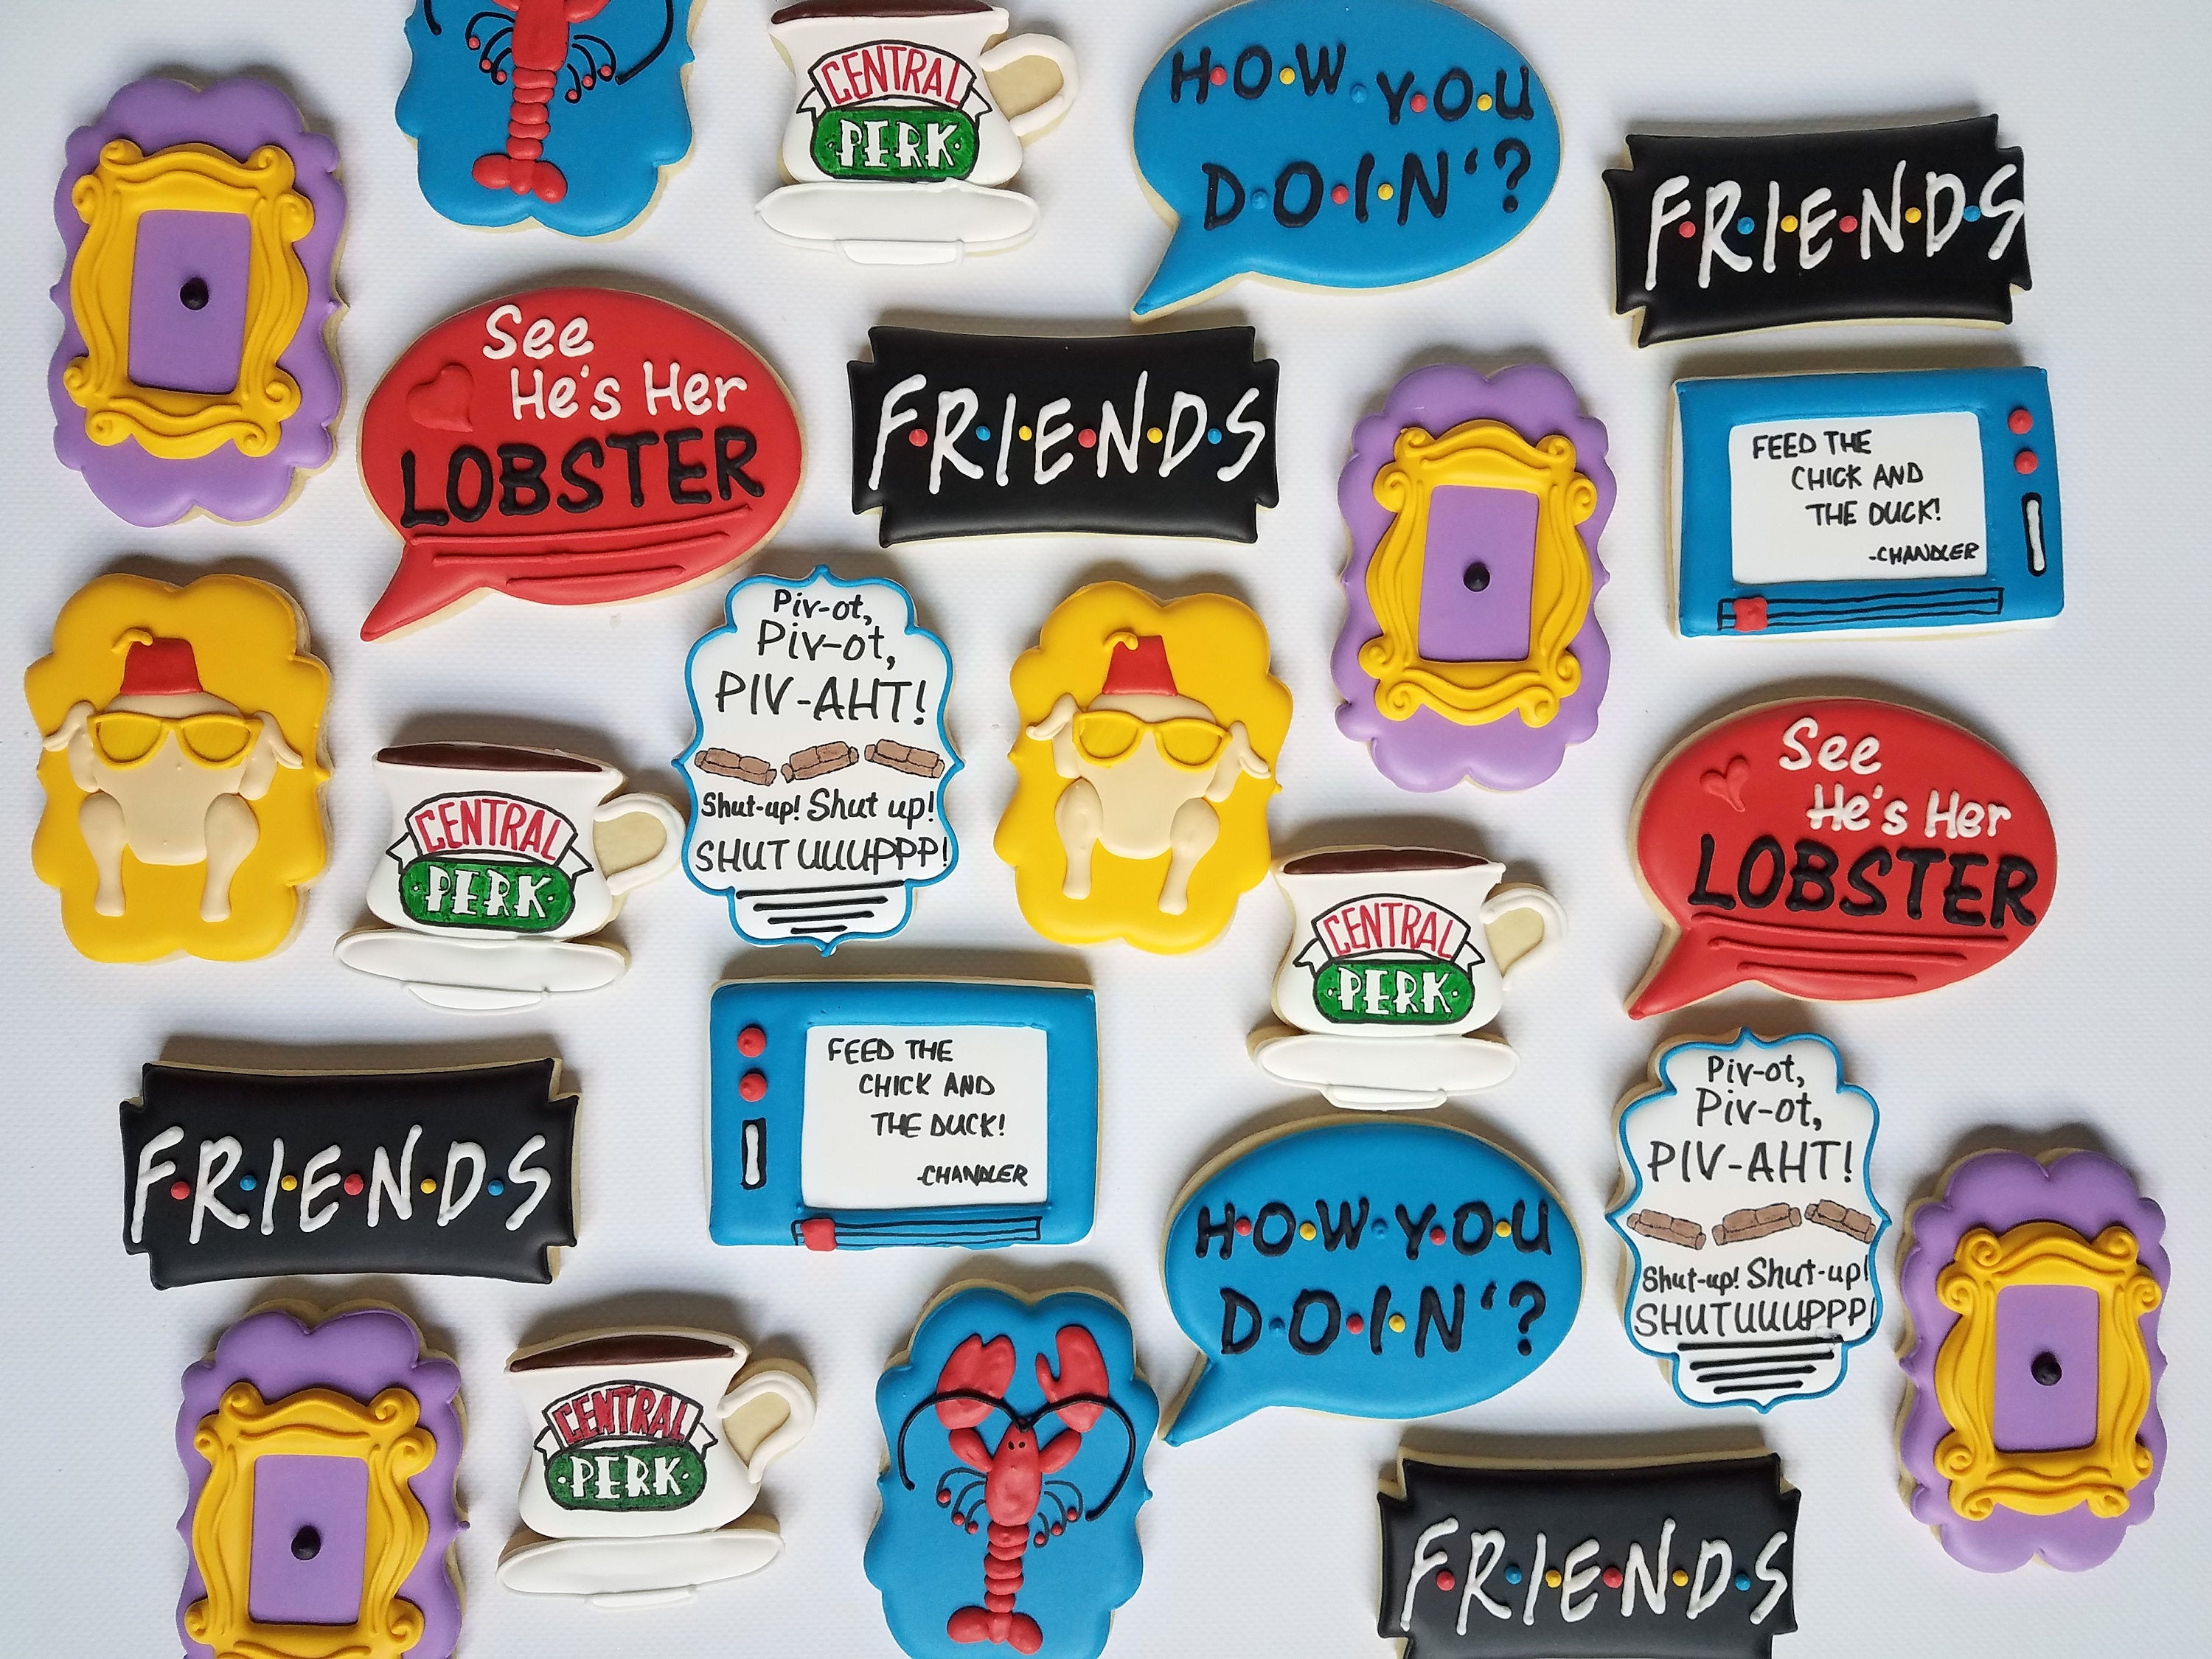 CENTRAL
PERK
H.O.W.Y.O.U
D.O.I.N'?
F.R.I.E.N.D.S
See
He's Her
LOBSTER
F.R.I.E.N.D.S
FEED THE
CHICK AND
THE DUCK!
-CHANDLER
Piv-ot,
Piv-ot,
PIV-AHT!
Shut-up! Shut up!
SHUT UUUPPP!
CENTRAL
PERK
See
He's Her
LOBSTER
CENTRAL
·PERK·
F.R.I.E.N.D.S
FEED THE
CHICK AND
THE DUCK!
-CHANDLER
H.O.W.Y.O.U
D.O.I.N'?
Piv-ot,
Piv-ot,
PIV-AHT!
Shut-up! Shut-up!
SHUTUUUPPP!
CENTRAL
·PERK·
F.R.I.E.N.D.S